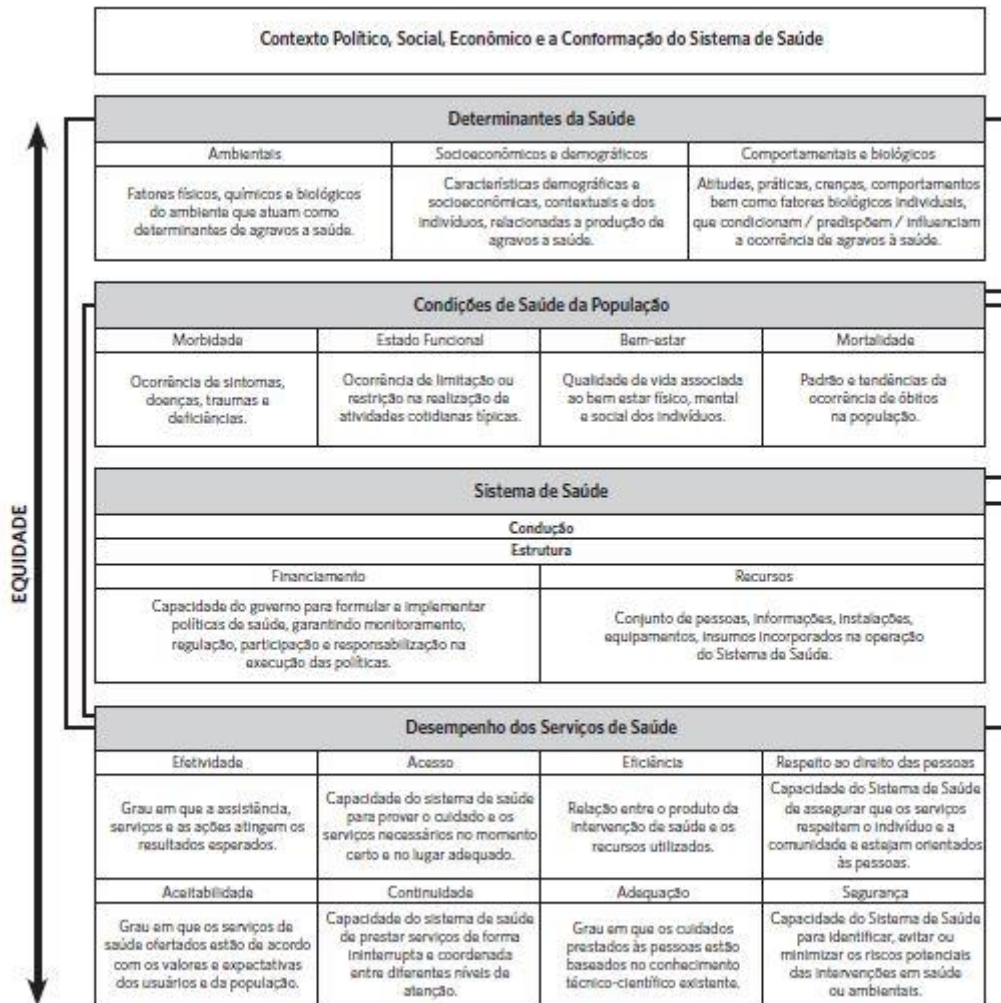 Contexto Político, Social, Econômico e a Conformação do Sistema de Saúde
EQUIDADE
Determinantes da Saúde
Ambientais
Fatores físicos, químicos e biológicos
do ambiente que atuam como
determinantes de agravos a saúde.
Socioeconômicos e demográficos
Características demográficas e
socioeconômicas, contextuais e dos
indivíduos, relacionadas a produção de
agravos a saúde.
Comportamentais e biológicos
Atitudes, práticas, crenças, comportamentos
bem como fatores biológicos individuais,
que condicionam / predispõem / influenciam
a ocorrência de agravos à saúde.
Condições de Saúde da População
Morbidade
Ocorrência de sintomas,
doenças, traumas e
deficiências.
Estado Funcional
Ocorrência de limitação ou
restrição na realização de
atividades cotidianas típicas.
Bem-estar
Qualidade de vida associada
ao bem estar físico, mental
e social dos indivíduos.
Mortalidade
Padrão e tendências da
ocorrência de óbitos
na população.
Sistema de Saúde
Condução
Estrutura
Financiamento
Capacidade do governo para formular e implementar
políticas de saúde, garantindo monitoramento,
regulação, participação e responsabilização na
execução das políticas.
Recursos
Conjunto de pessoas, informações, instalações,
equipamentos, insumos incorporados na operação
do Sistema de Saúde.
Desempenho dos Serviços de Saúde
Efetividade
Grau em que a assistência,
serviços e as ações atingem os
resultados esperados.
Acesso
Capacidade do sistema de saúde
para prover o cuidado e os
serviços necessários no momento
certo e no lugar adequado.
Eficiência
Relação entre o produto da
intervenção de saúde e os
recursos utilizados.
Respeito ao direito das pessoas
Capacidade do Sistema de Saúde
de assegurar que os serviços
respeitem o indivíduo e a
comunidade e estejam orientados
às pessoas.
Aceitabilidade
Grau em que os serviços de
saúde ofertados estão de acordo
com os valores e expectativas
dos usuários e da população.
Continuidade
Capacidade do sistema de saúde
de prestar serviços de forma
ininterrupta e coordenada
entre diferentes níveis de
atenção.
Adequação
Grau em que os cuidados
prestados às pessoas estão
baseados no conhecimento
técnico-científico existente.
Segurança
Capacidade do Sistema de Saúde
para identificar, evitar ou
minimizar os riscos potenciais
das intervenções em saúde
ou ambientais.